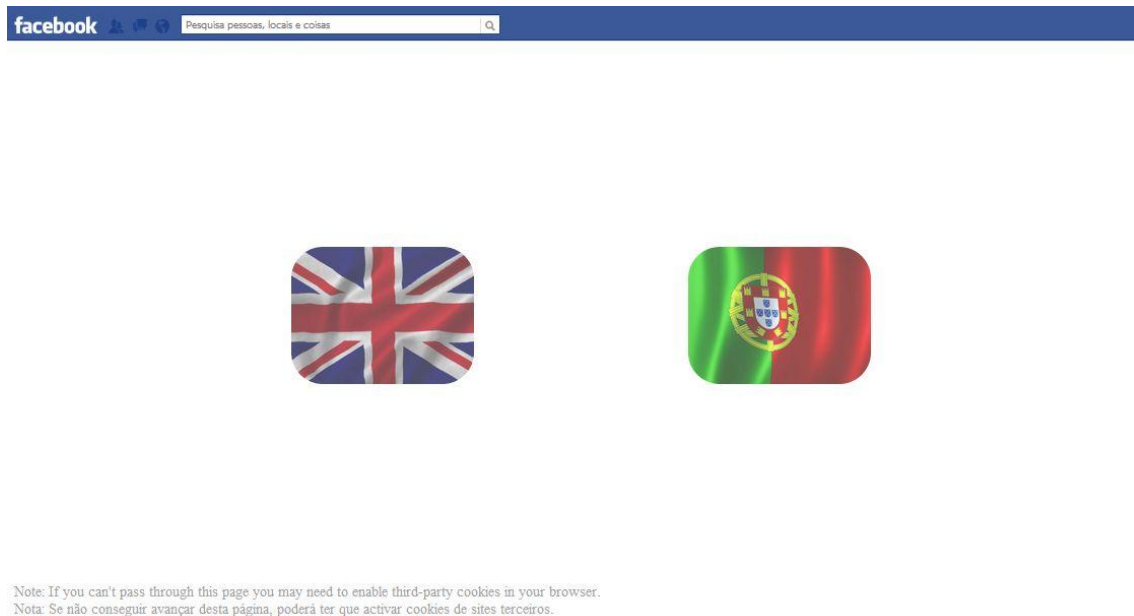 facebook
Pesquisa pessoas, locais e coisas
Note: If you can't pass through this page you may need to enable third-party cookies in your browser.
Nota: Se não conseguir avançar desta página, poderá ter que activar cookies de sites terceiros.